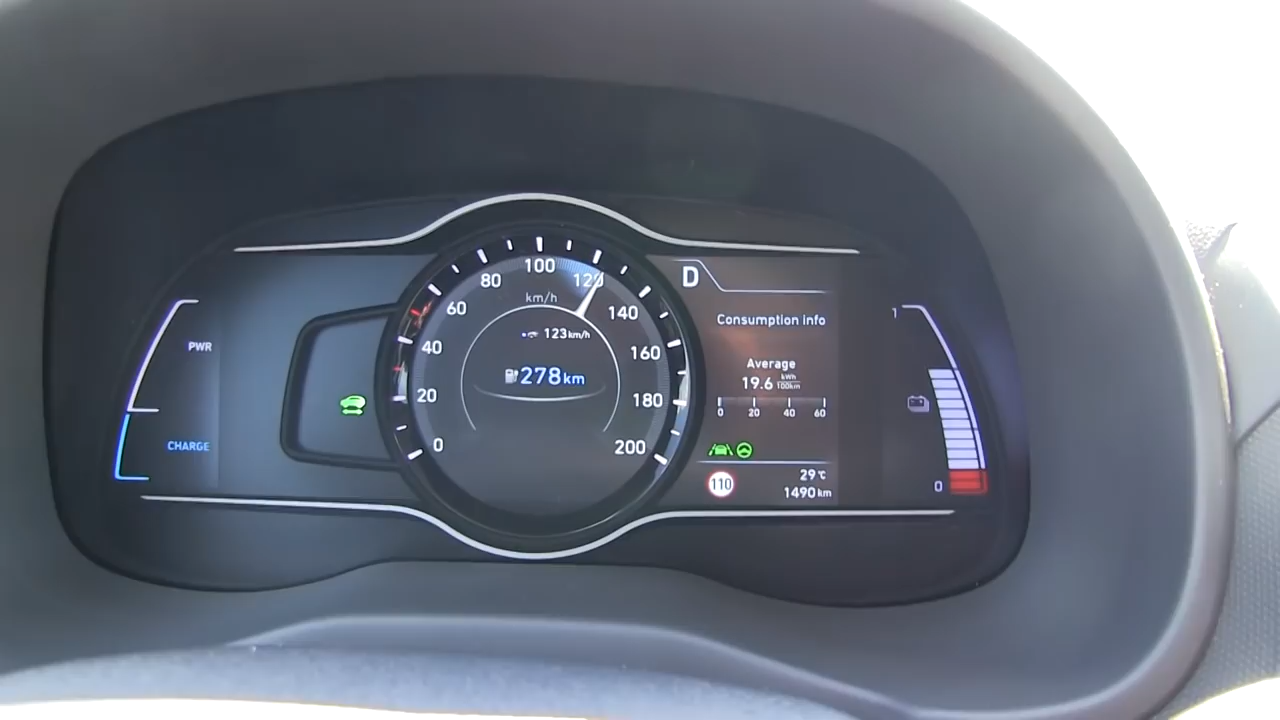 PWR
CHARGE
0
20
40
60
80
100
120
140
160
180
200
km/h
123km/h
278km
D
Consumption info
Average
19.6 kWh/100km
0 20 40 60
110
29℃
1490km
1
0